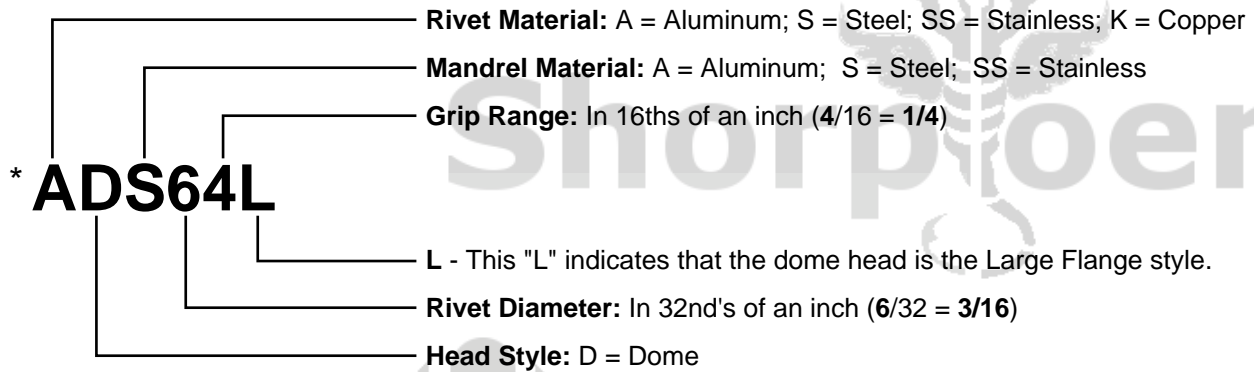 Rivet Material: A = Aluminum; S = Steel; SS = Stainless; K = Copper
Mandrel Material: A = Aluminum; S = Steel; SS = Stainless
Grip Range: In 16ths of an inch (4/16 = 1/4)
* ADS64L
L - This "L" indicates that the dome head is the Large Flange style.
Rivet Diameter: In 32nd's of an inch (6/32 = 3/16)
Head Style: D = Dome